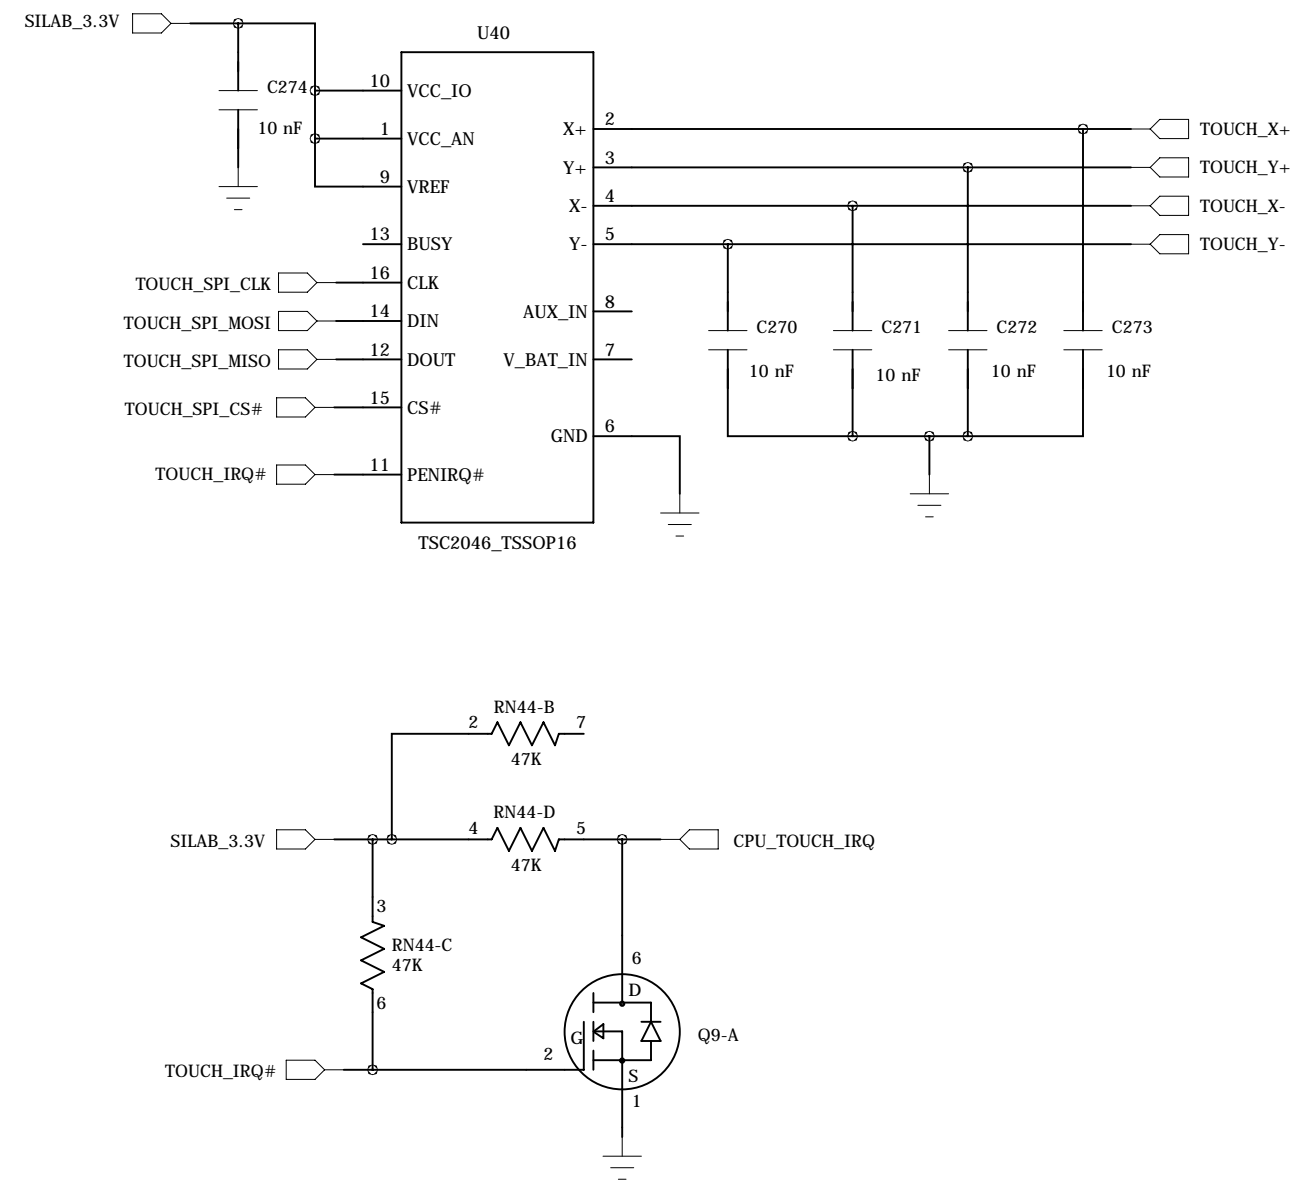 SILAB_3.3V
U40
C274
10 nF
10 VCC_IO
1 VCC_AN
9 VREF
13 BUSY
TOUCH_SPI_CLK 16 CLK
TOUCH_SPI_MOSI 14 DIN
TOUCH_SPI_MISO 12 DOUT
TOUCH_SPI_CS# 15 CS#
TOUCH_IRQ# 11 PENIRQ#
X+ 2 TOUCH_X+
Y+ 3 TOUCH_Y+
X- 4 TOUCH_X-
Y- 5 TOUCH_Y-
AUX_IN 8
V_BAT_IN 7
GND 6
C270
10 nF
C271
10 nF
C272
10 nF
C273
10 nF
TSC2046_TSSOP16
RN44-B
2 7
47K
RN44-D
SILAB_3.3V 4 5 CPU_TOUCH_IRQ
47K
3
RN44-C
47K
6
6
D
G
Q9-A
TOUCH_IRQ# 2
S
1